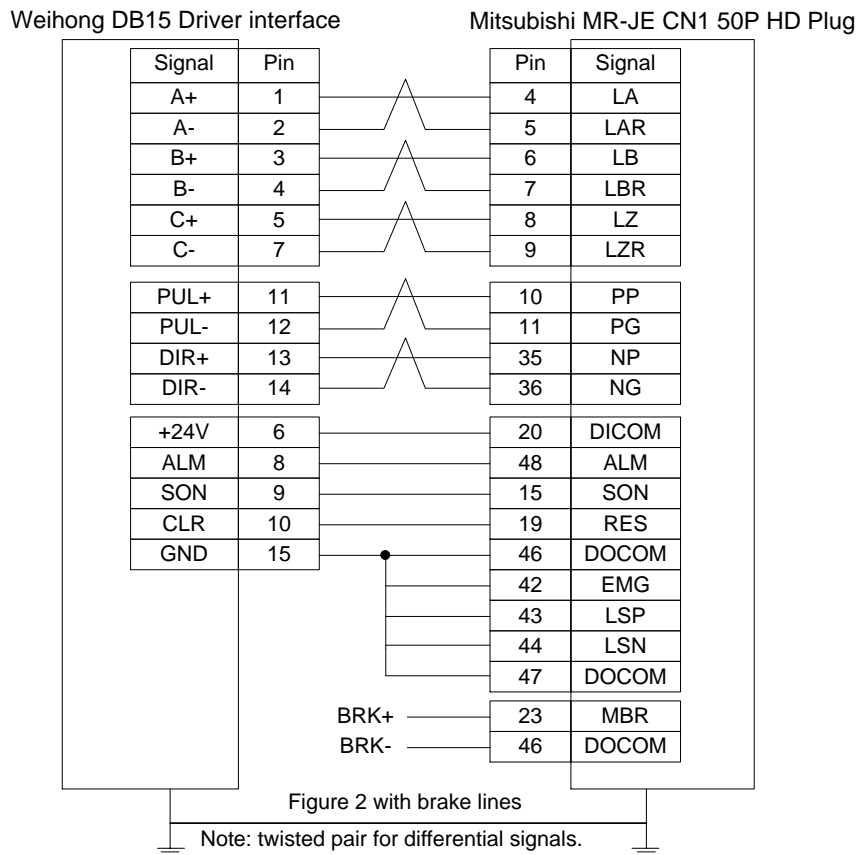 Weihong DB15 Driver interface Mitsubishi MR-JE CN1 50P HD Plug
Signal Pin Pin Signal
A+ 1 4 LA
A- 2 5 LAR
B+ 3 6 LB
B- 4 7 LBR
C+ 5 8 LZ
C- 7 9 LZR
PUL+ 11 10 PP
PUL- 12 11 PG
DIR+ 13 35 NP
DIR- 14 36 NG
+24V 6 20 DICOM
ALM 8 48 ALM
SON 9 15 SON
CLR 10 19 RES
GND 15 46 DOCOM
42 EMG
43 LSP
44 LSN
47 DOCOM
BRK+ 23 MBR
BRK- 46 DOCOM
Figure 2 with brake lines
Note: twisted pair for differential signals.